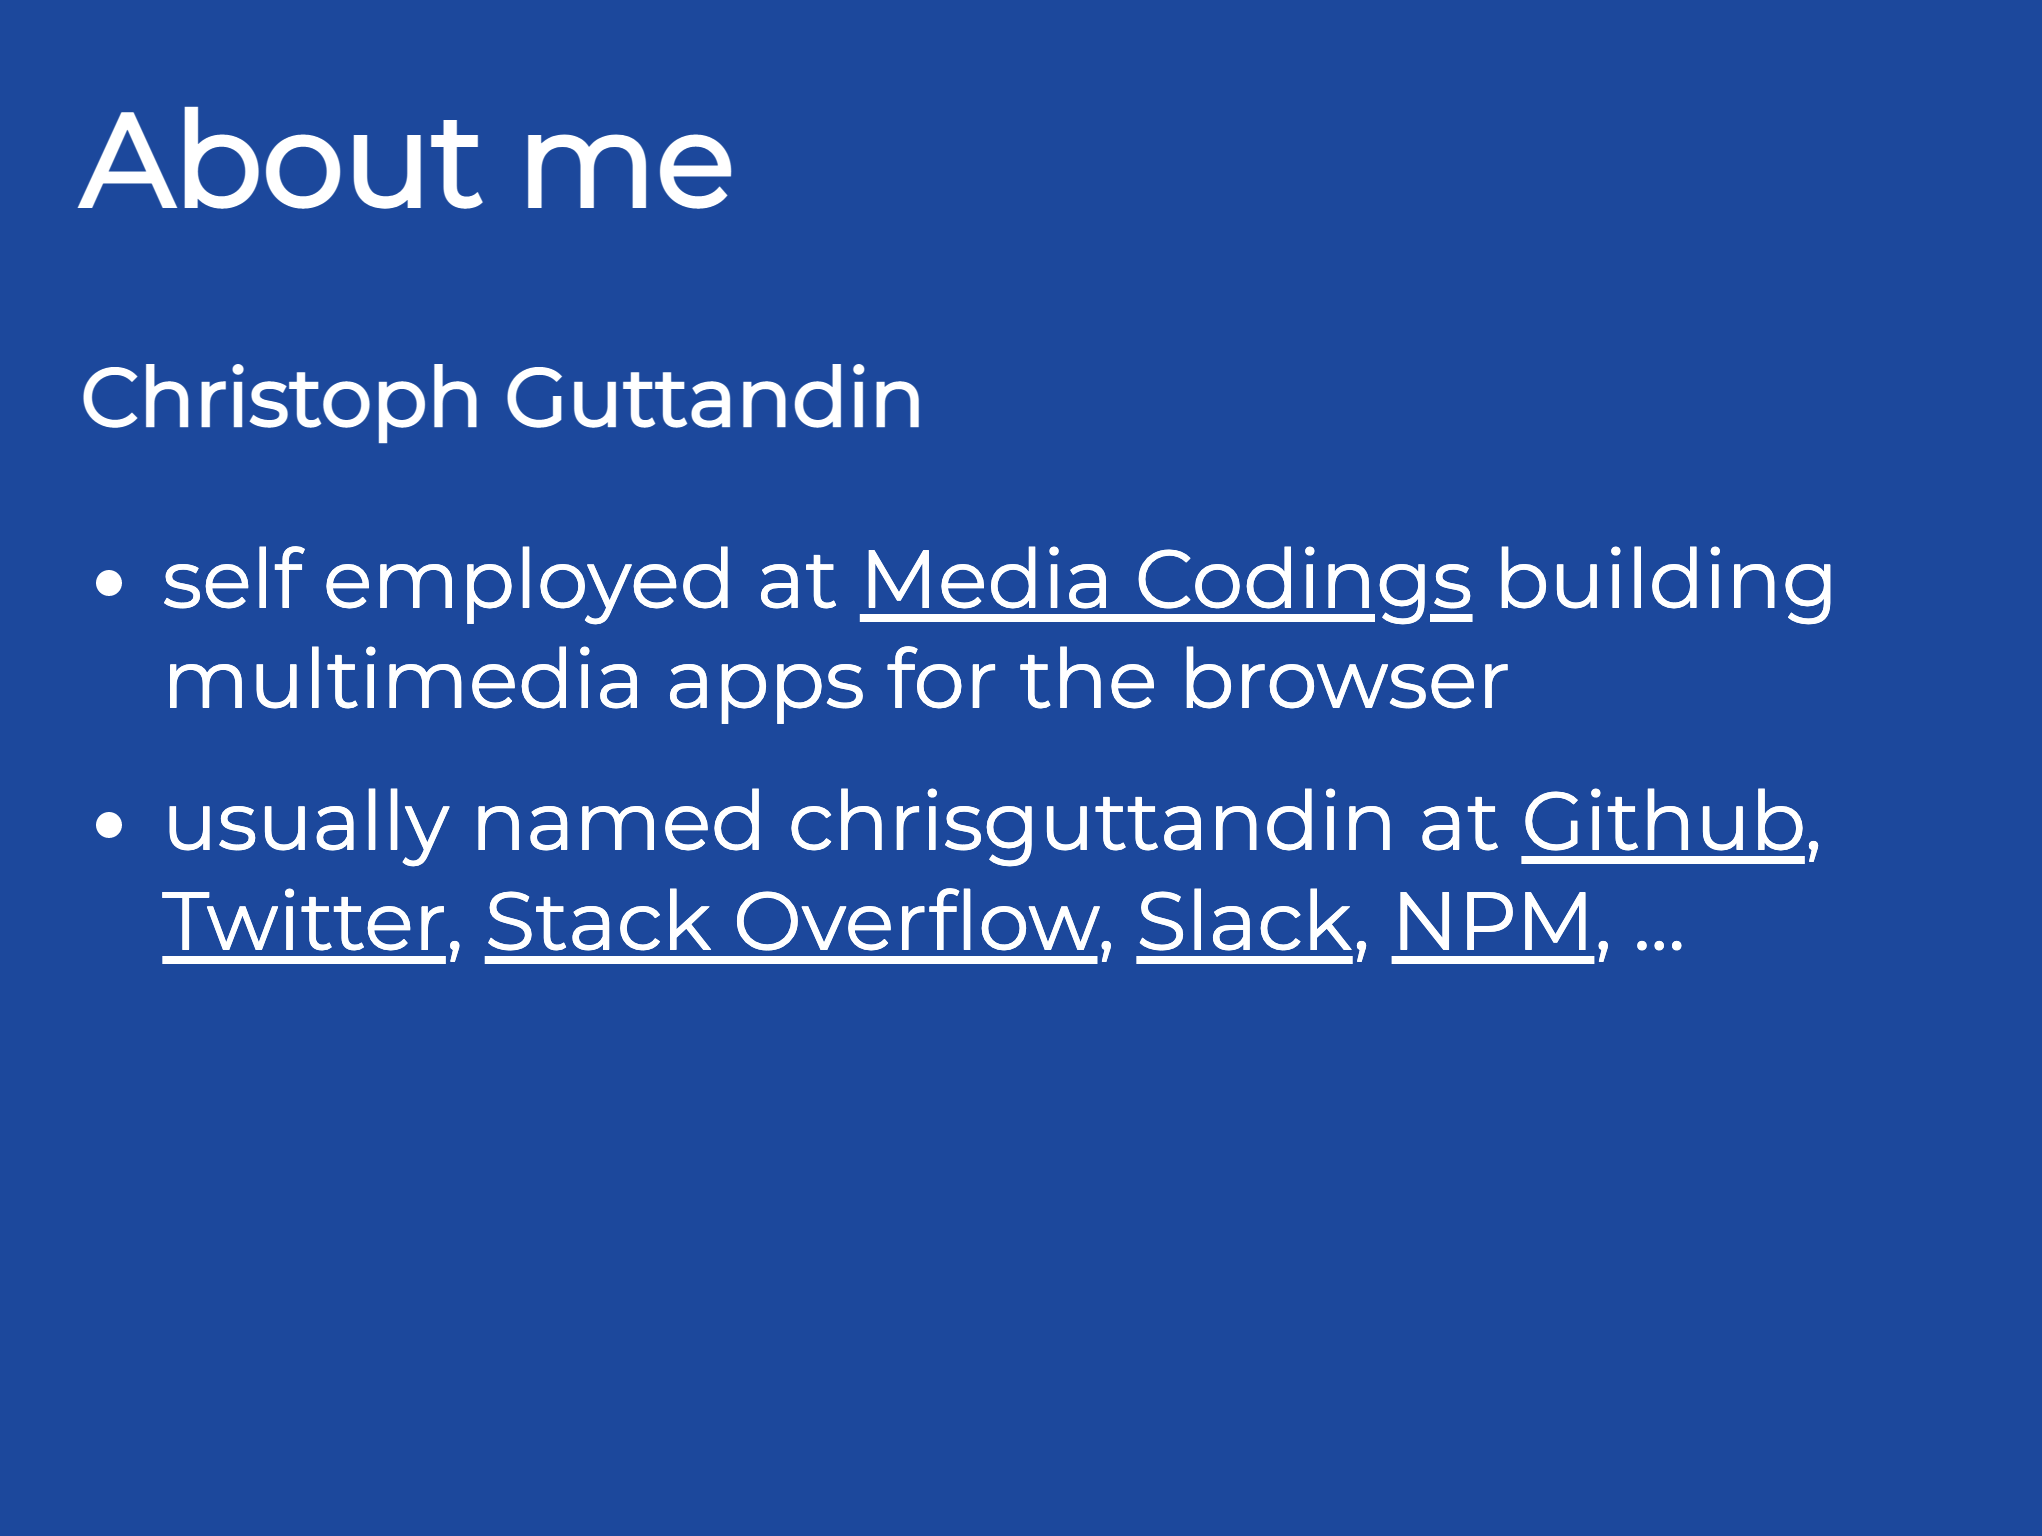 About me
Christoph Guttandin
• self employed at Media Codings building
multimedia apps for the browser
• usually named chrisguttandin at Github,
Twitter, Stack Overflow, Slack, NPM, ...